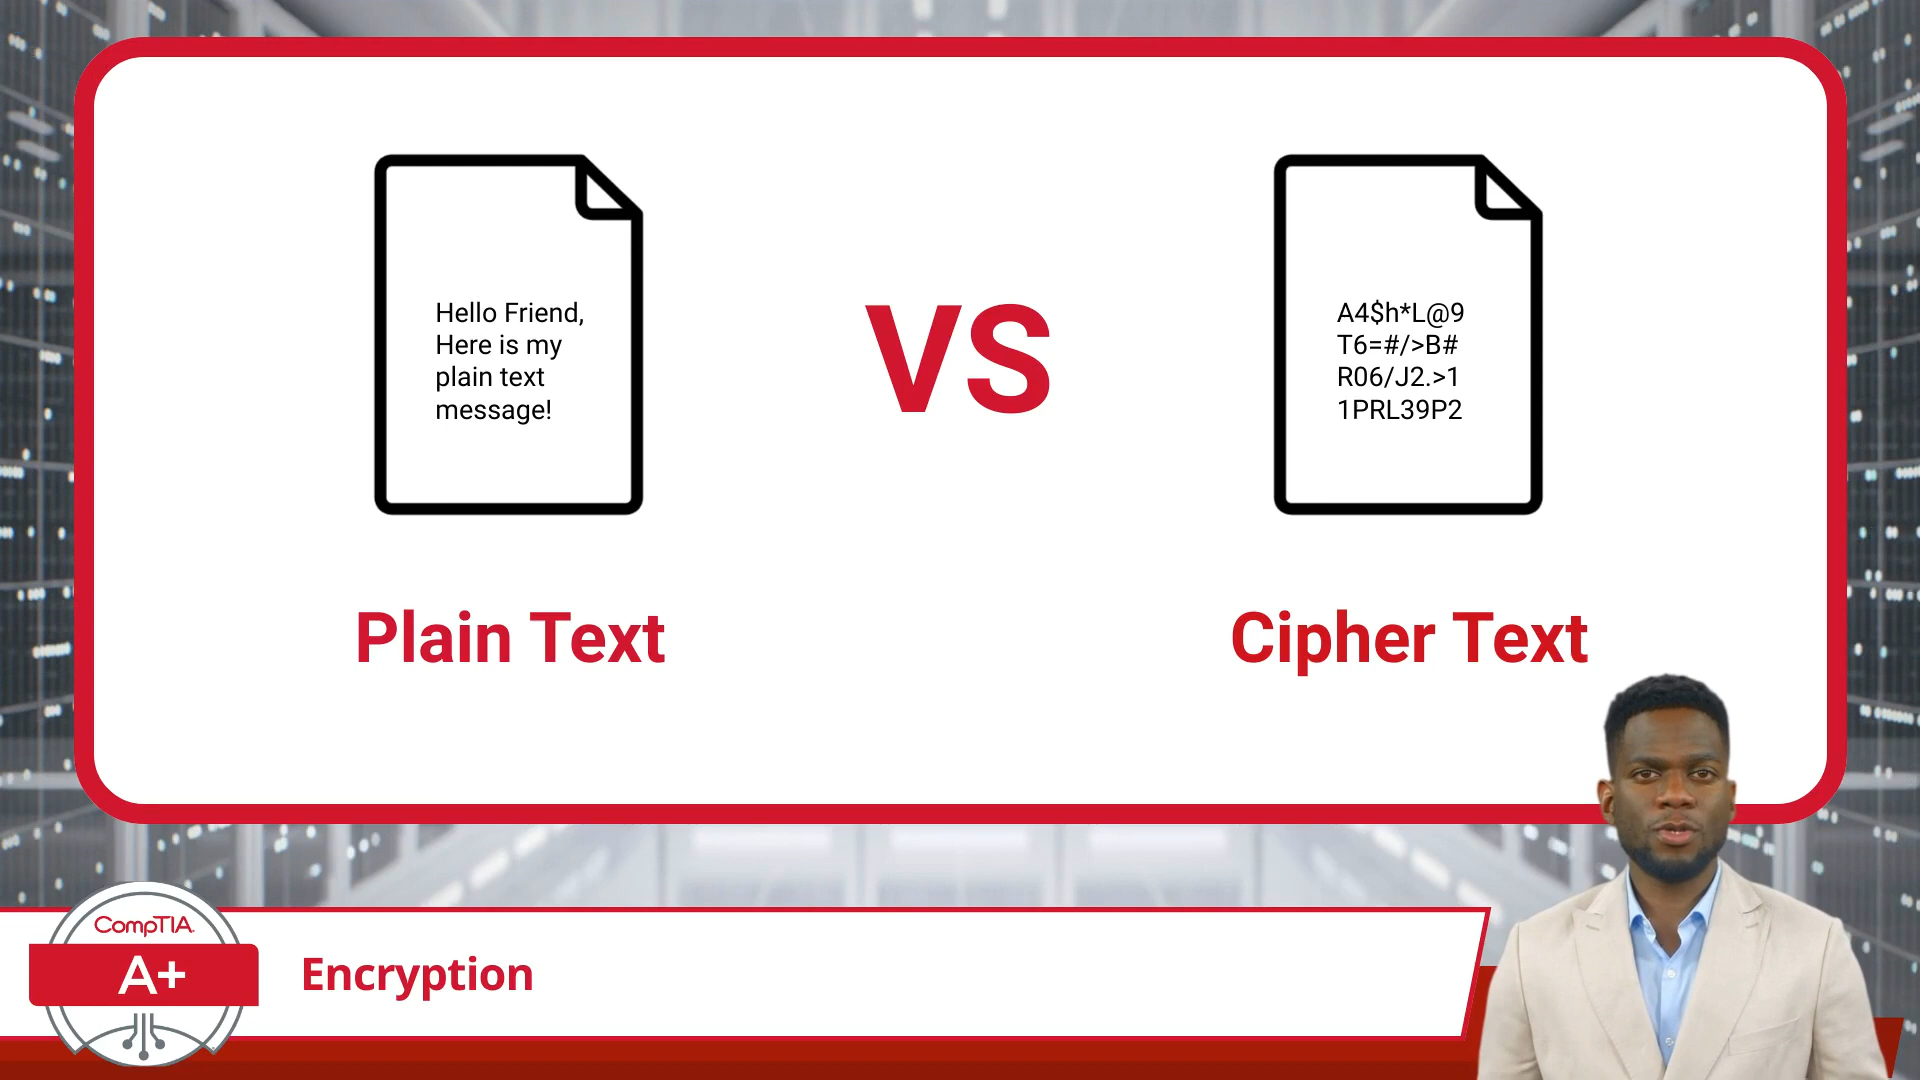 Hello Friend,
Here is my
plain text
message!
VS
A4$h*L@9
T6=#/>B#
R06/J2.>1
1PRL39P2
Plain Text
Cipher Text
CompTIA.
A+
Encryption